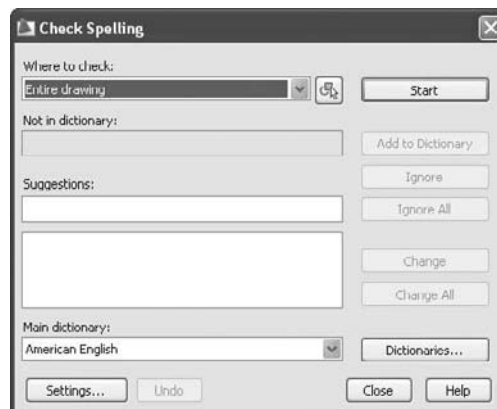 Check Spelling
Where to check:
Entire drawing
Start
Not in dictionary:
Add to Dictionary
Ignore
Suggestions:
Ignore All
Change
Change All
Main dictionary:
American English
Dictionaries...
Settings...
Undo
Close
Help